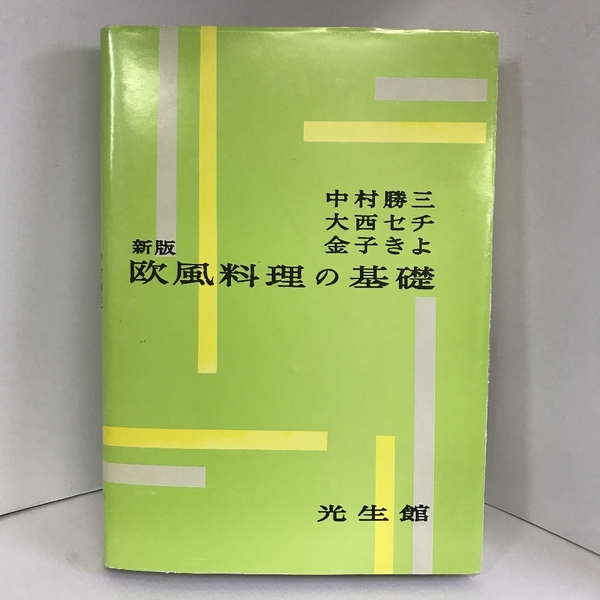 中村勝三
大西セチ
金子きよ
新版
欧風料理の基礎
光生館